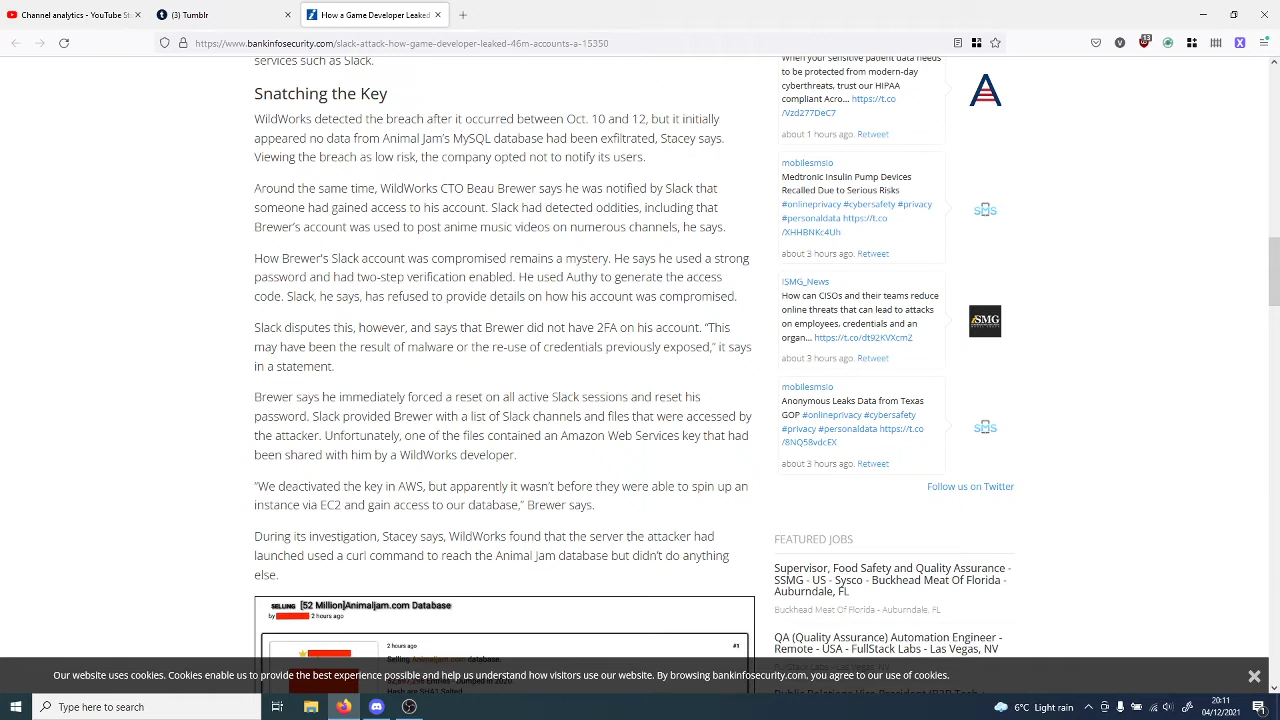 Channel analytics - YouTube St
(3) Tumblr
How a Game Developer Leaked
https://www.bankinfosecurity.com/slack-attack-how-game-developer-leaked-46m-accounts-a-15350
services such as Slack.
Snatching the Key
WildWorks detected the breach after it occurred between Oct. 10 and 12, but it initially
appeared no data from Animal Jam's MySQL database had been exfiltrated, Stacey says.
Viewing the breach as low risk, the company opted not to notify its users.
Around the same time, WildWorks CTO Beau Brewer says he was notified by Slack that
someone had gained access to his account. Slack had detected oddities, including that
Brewer's account was used to post anime music videos on numerous channels, he says.
How Brewer's Slack account was compromised remains a mystery. He says he used a strong
password and had two-step verification enabled. He used Authy to generate the access
code. Slack, he says, has refused to provide details on how his account was compromised.
Slack disputes this, however, and says that Brewer did not have 2FA on his account. "This
may have been the result of malware or the re-use of credentials previously exposed," it says
in a statement.
Brewer says he immediately forced a reset on all active Slack sessions and reset his
password. Slack provided Brewer with a list of Slack channels and files that were accessed by
the attacker. Unfortunately, one of the files contained an Amazon Web Services key that had
been shared with him by a WildWorks developer.
"We deactivated the key in AWS, but apparently it wasn't before they were able to spin up an
instance via EC2 and gain access to our database," Brewer says.
During its investigation, Stacey says, WildWorks found that the server the attacker had
launched used a curl command to reach the Animal Jam database but didn't do anything
else.
SELLING [52 Million]Animaljam.com Database
by 2 hours ago
2 hours ago
#1
Selling Animaljam.com database.
Hash are SHA1 Salted
When your sensitive patient data needs
to be protected from modern-day
cyberthreats, trust our HIPAA
compliant Acro... https://t.co
/Vzd277DeC7
about 1 hours ago. Retweet
mobilesmsio
Medtronic Insulin Pump Devices
Recalled Due to Serious Risks
#onlineprivacy #cybersafety #privacy
#personaldata https://t.co
/XHHBNKc4Uh
about 3 hours ago. Retweet
SMS
ISMG_News
How can CISOs and their teams reduce
online threats that can lead to attacks
on employees, credentials and an
organ... https://t.co/dt92KVXcmZ
about 3 hours ago. Retweet
iSMG
mobilesmsio
Anonymous Leaks Data from Texas
GOP #onlineprivacy #cybersafety
#privacy #personaldata https://t.co
/8NQ58vdcEX
about 3 hours ago. Retweet
SMS
Follow us on Twitter
FEATURED JOBS
Supervisor, Food Safety and Quality Assurance -
SSMG - US - Sysco - Buckhead Meat Of Florida -
Auburndale, FL
Buckhead Meat Of Florida - Auburndale, FL
QA (Quality Assurance) Automation Engineer -
Remote - USA - FullStack Labs - Las Vegas, NV
FullStack Labs - Las Vegas, NV
Our website uses cookies. Cookies enable us to provide the best experience possible and help us understand how visitors use our website. By browsing bankinfosecurity.com, you agree to our use of cookies.
Type here to search
6°C Light rain
20:11
04/12/2021